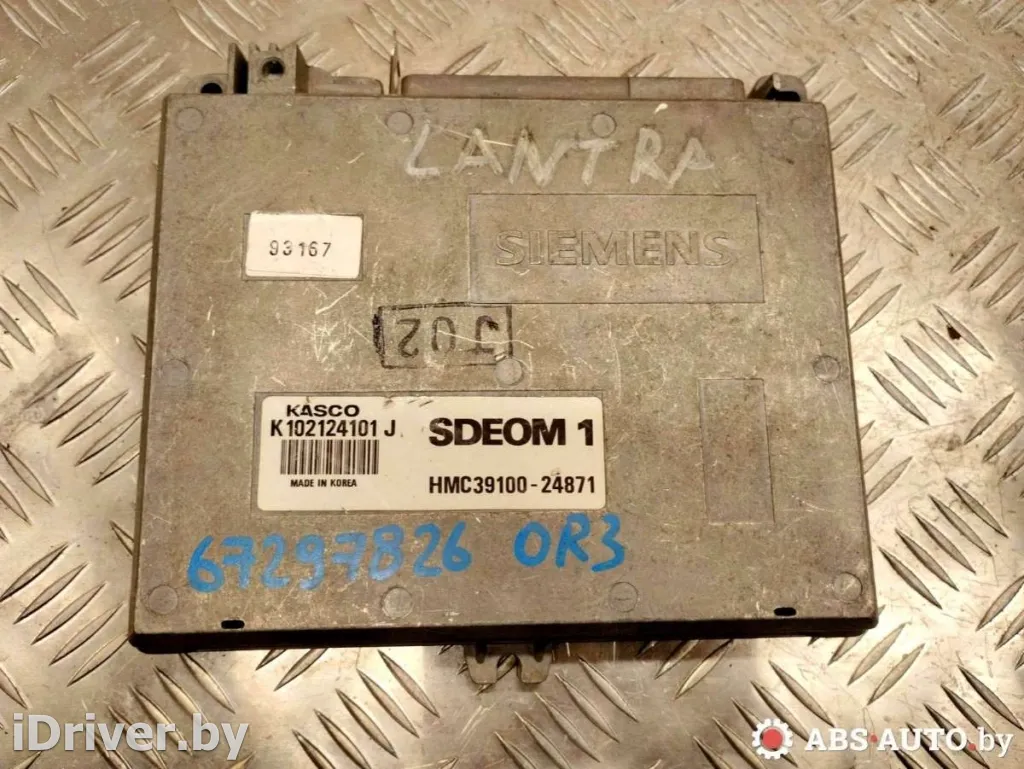 LANTRA
SIEMENS
93167
J02
KASCO
K102124101 J
SDEOM 1
MADE IN KOREA
HMC39100-24871
67297826 OR3
iDriver.by
ABS-AUTO.by